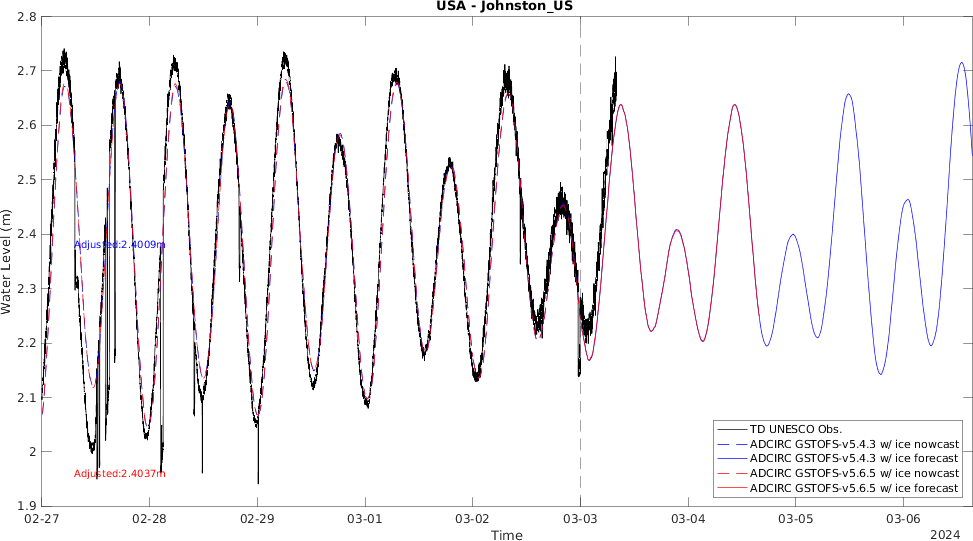 USA - Johnston_US
2.8
2.7
2.6
2.5
2.4
2.3
2.2
2.1
2
1.9
Water Level (m)
Adjusted:2.4009m
Adjusted:2.4037m
TD UNESCO Obs.
ADCIRC GSTOFS-v5.4.3 w/ ice nowcast
ADCIRC GSTOFS-v5.4.3 w/ ice forecast
ADCIRC GSTOFS-v5.6.5 w/ ice nowcast
ADCIRC GSTOFS-v5.6.5 w/ ice forecast
02-27 02-28 02-29 03-01 03-02 03-03 03-04 03-05 03-06
Time
2024